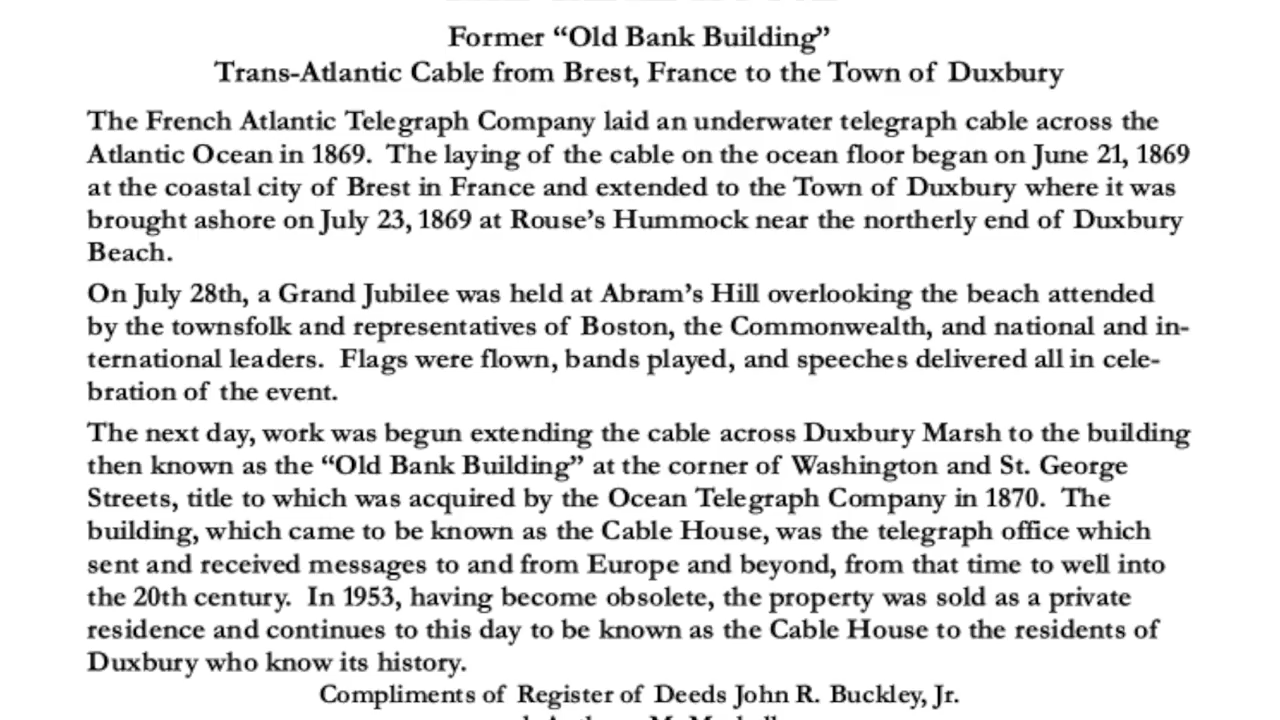 Former “Old Bank Building”
Trans-Atlantic Cable from Brest, France to the Town of Duxbury
The French Atlantic Telegraph Company laid an underwater telegraph cable across the
Atlantic Ocean in 1869.  The laying of the cable on the ocean floor began on June 21, 1869
at the coastal city of Brest in France and extended to the Town of Duxbury where it was
brought ashore on July 23, 1869 at Rouse’s Hummock near the northerly end of Duxbury
Beach.
On July 28th, a Grand Jubilee was held at Abram’s Hill overlooking the beach attended
by the townsfolk and representatives of Boston, the Commonwealth, and national and in-
ternational leaders.  Flags were flown, bands played, and speeches delivered all in cele-
bration of the event.
The next day, work was begun extending the cable across Duxbury Marsh to the building
then known as the “Old Bank Building” at the corner of Washington and St. George
Streets, title to which was acquired by the Ocean Telegraph Company in 1870.  The
building, which came to be known as the Cable House, was the telegraph office which
sent and received messages to and from Europe and beyond, from that time to well into
the 20th century.  In 1953, having become obsolete, the property was sold as a private
residence and continues to this day to be known as the Cable House to the residents of
Duxbury who know its history.
Compliments of Register of Deeds John R. Buckley, Jr.